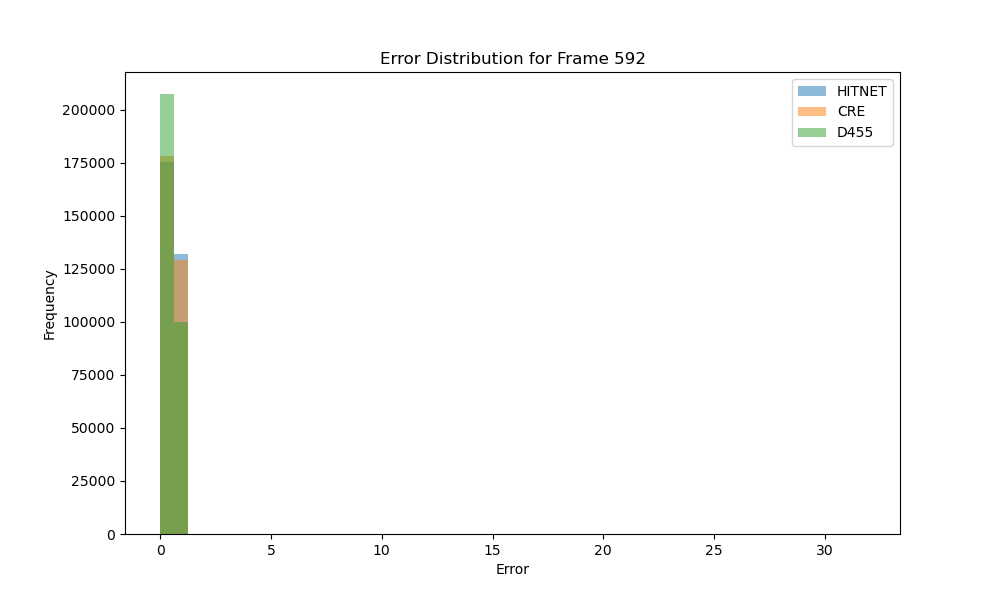 Error Distribution for Frame 592
HITNET
CRE
D455
Frequency
200000
175000
150000
125000
100000
75000
50000
25000
0
0 5 10 15 20 25 30
Error